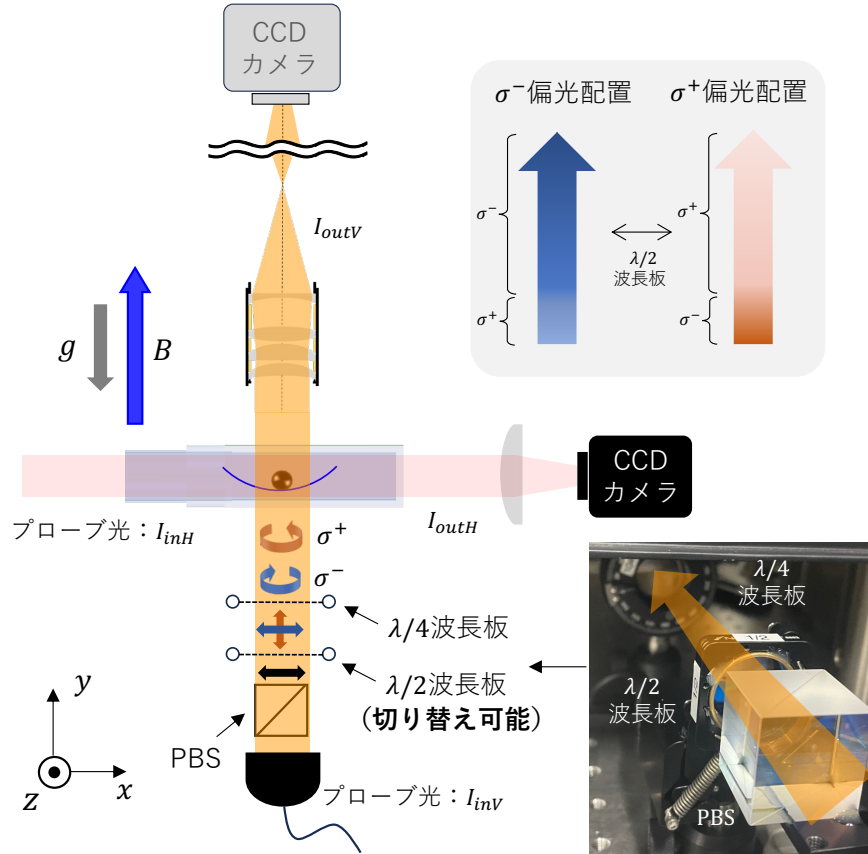 CCD
カメラ
σ⁻偏光配置
σ⁺偏光配置
I_outV
σ⁻
σ⁺
λ/2
波長板
σ⁺
σ⁻
g
B
CCD
カメラ
プローブ光：I_inH
I_outH
σ⁺
σ⁻
λ/4波長板
λ/2波長板
（切り替え可能）
PBS
y
z
x
プローブ光：I_inV
λ/4
波長板
1/2
λ/2
波長板
PBS